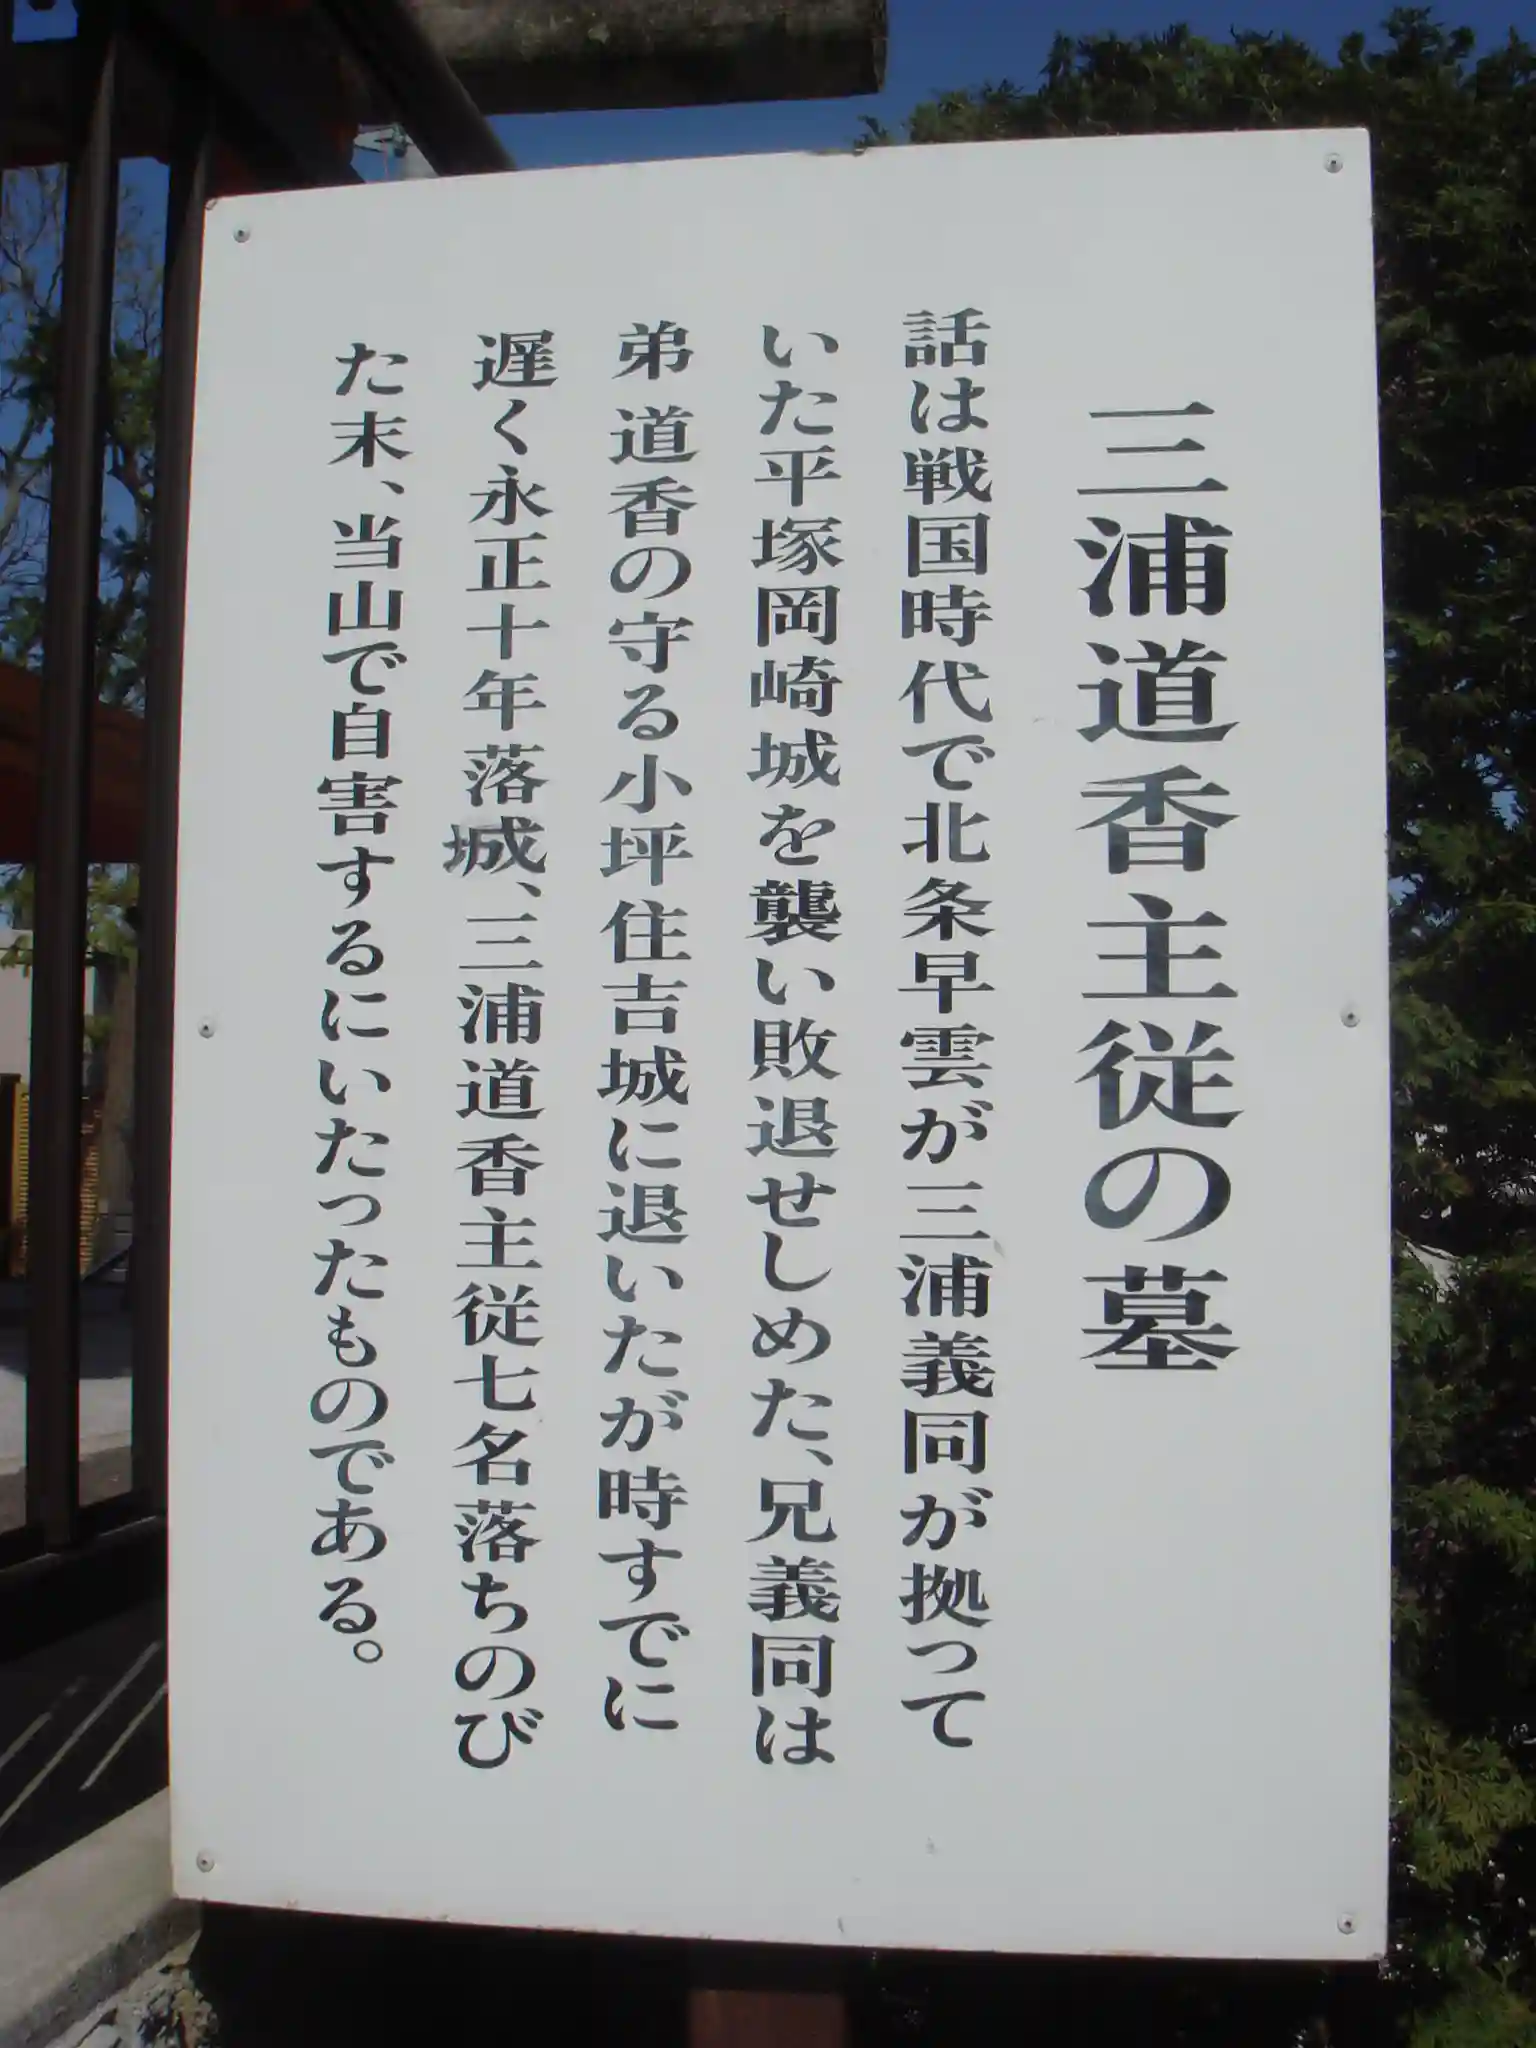 三浦道香主従の墓
話は戦国時代で北条早雲が三浦義同が拠って
いた平塚岡崎城を襲い敗退せしめた、兄義同は
弟道香の守る小坪住吉城に退いたが時すでに
遅く永正十年落城、三浦道香主従七名落ちのび
た末、当山で自害するにいたったものである。